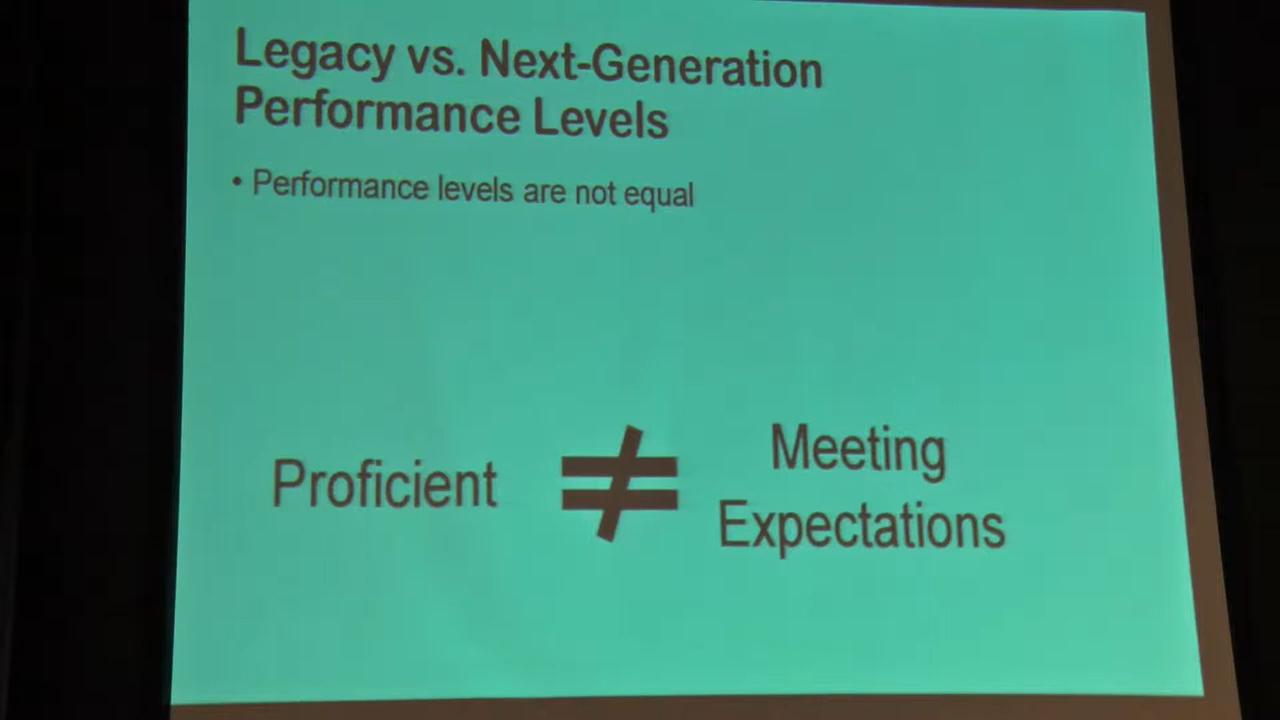 Legacy vs. Next-Generation
Performance Levels
• Performance levels are not equal
Proficient ≠ Meeting
Expectations